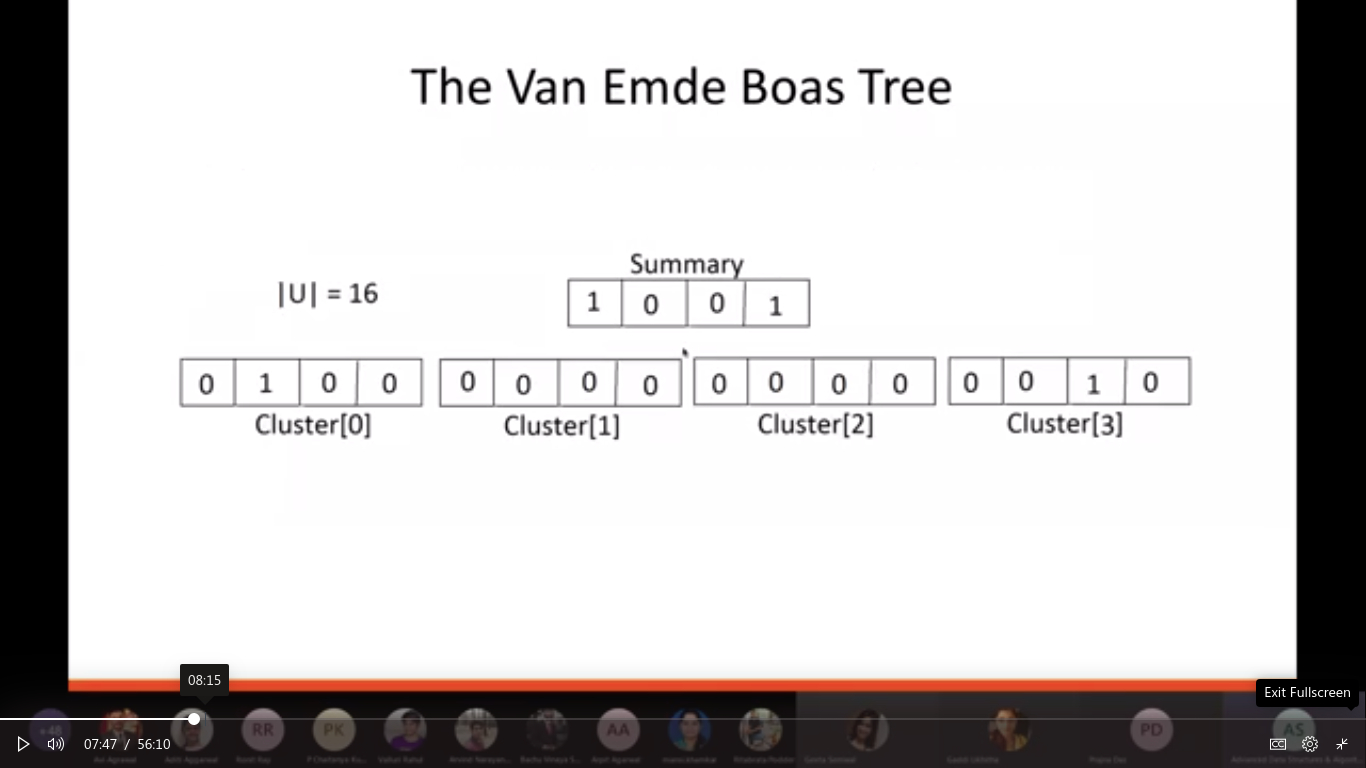 The Van Emde Boas Tree
Summary
|U| = 16
1 0 0 1
0 1 0 0
0 0 0 0
0 0 0 0
0 0 1 0
Cluster[0]
Cluster[1]
Cluster[2]
Cluster[3]
08:15
Exit Fullscreen
RR
PK
AA
PD
AS
07:47 / 56:10
CC